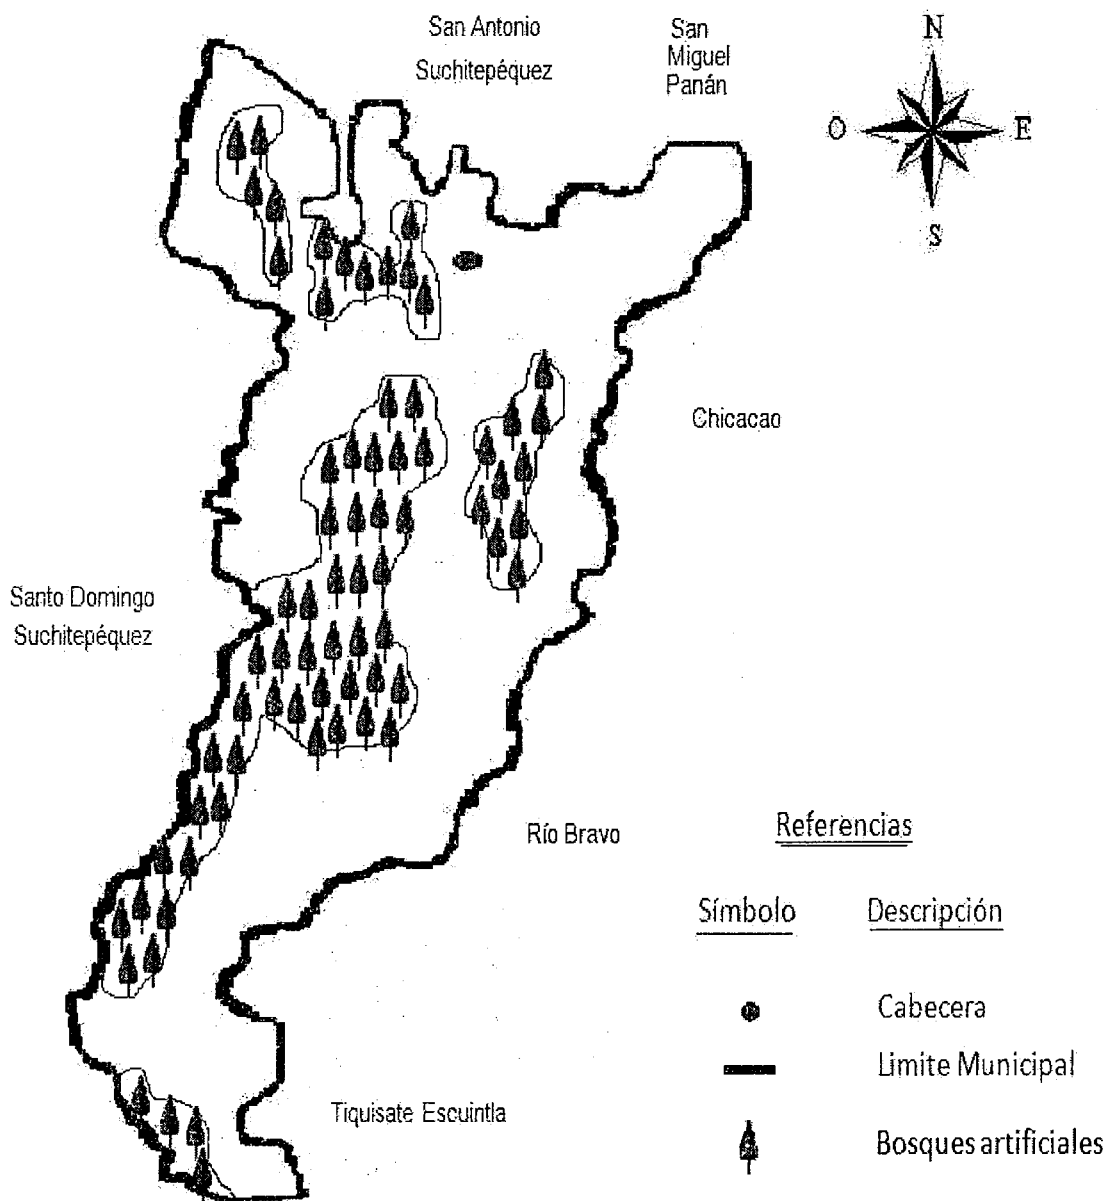 San Antonio
Suchitepéquez
San
Miguel
Panán
N
O
E
S
Chicacao
Santo Domingo
Suchitepéquez
Río Bravo
Tiquisate Escuintla
Referencias
Símbolo Descripción
Cabecera
Limite Municipal
Bosques artificiales